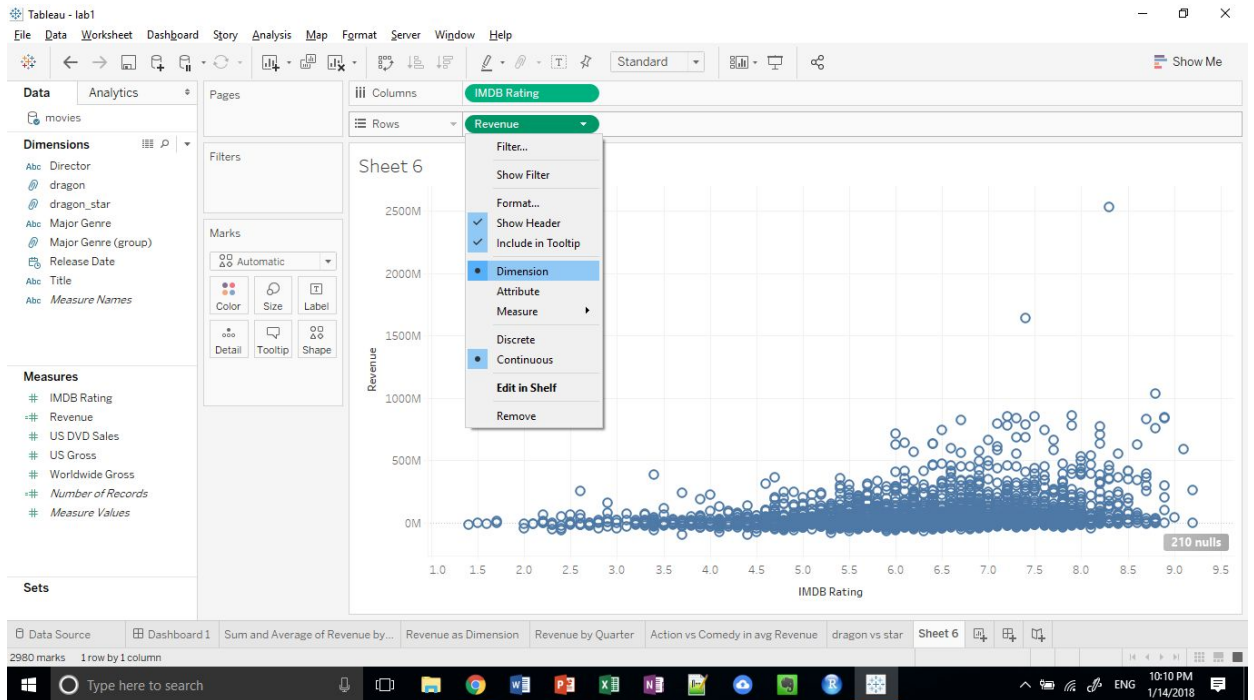 Tableau - lab1
File Data Worksheet Dashboard Story Analysis Map Format Server Window Help
Standard
Show Me
Data Analytics
movies
Dimensions
Abc Director
dragon
dragon_star
Abc Major Genre
Major Genre (group)
Release Date
Abc Title
Abc Measure Names
Measures
# IMDB Rating
=# Revenue
# US DVD Sales
# US Gross
# Worldwide Gross
=# Number of Records
# Measure Values
Sets
Pages
Filters
Marks
Automatic
Color Size Label
Detail Tooltip Shape
Columns IMDB Rating
Rows Revenue
Sheet 6
Filter...
Show Filter
Format...
Show Header
Include in Tooltip
Dimension
Attribute
Measure
Discrete
Continuous
Edit in Shelf
Remove
Revenue
2500M
2000M
1500M
1000M
500M
0M
210 nulls
1.0 1.5 2.0 2.5 3.0 3.5 4.0 4.5 5.0 5.5 6.0 6.5 7.0 7.5 8.0 8.5 9.0 9.5
IMDB Rating
Data Source Dashboard 1 Sum and Average of Revenue by... Revenue as Dimension Revenue by Quarter Action vs Comedy in avg Revenue dragon vs star Sheet 6
2980 marks 1 row by 1 column
Type here to search
ENG
10:10 PM
1/14/2018